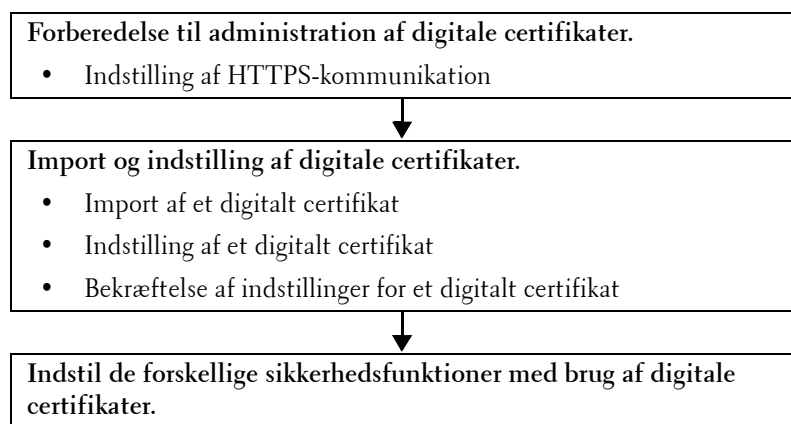 Forberedelse til administration af digitale certifikater.
• Indstilling af HTTPS-kommunikation
Import og indstilling af digitale certifikater.
• Import af et digitalt certifikat
• Indstilling af et digitalt certifikat
• Bekræftelse af indstillinger for et digitalt certifikat
Indstil de forskellige sikkerhedsfunktioner med brug af digitale
certifikater.